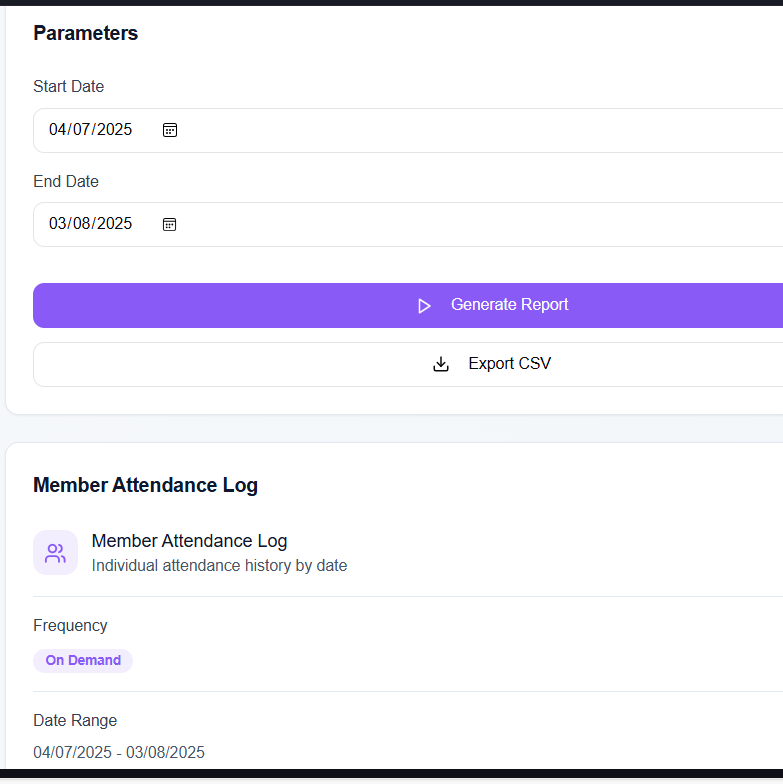 Parameters
Start Date
04/07/2025
End Date
03/08/2025
Generate Report
Export CSV
Member Attendance Log
Member Attendance Log
Individual attendance history by date
Frequency
On Demand
Date Range
04/07/2025 - 03/08/2025